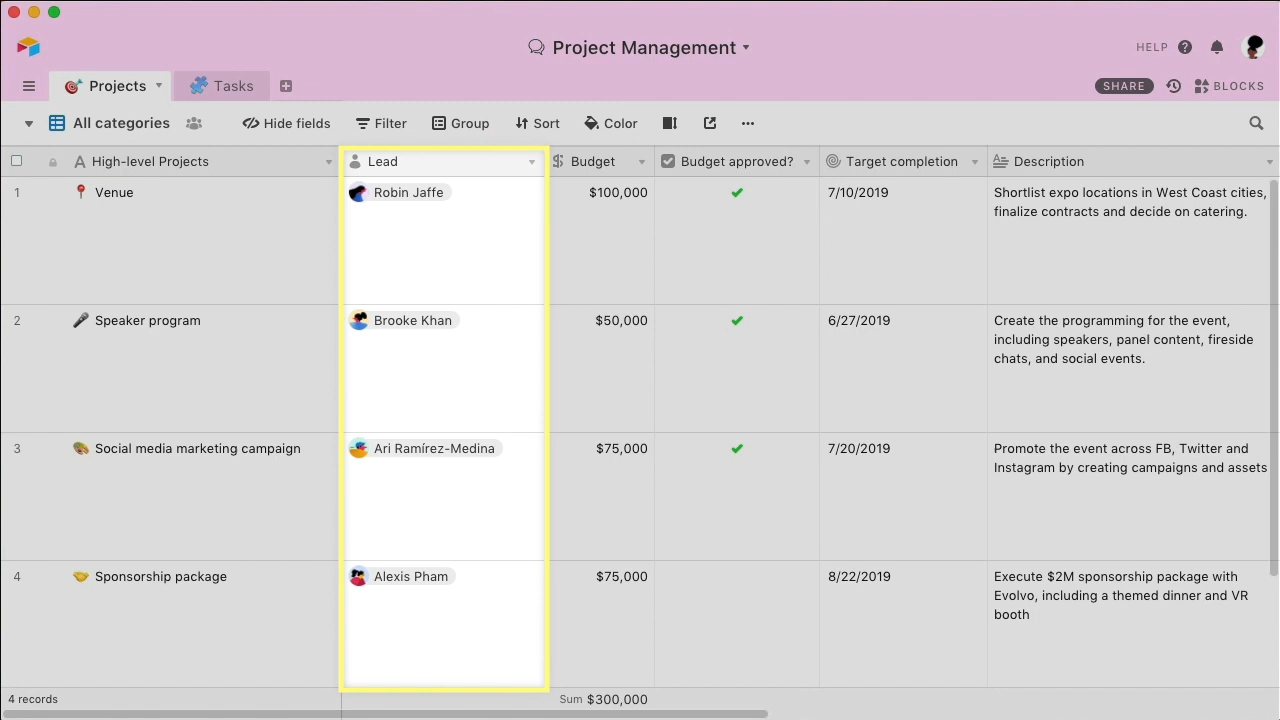 Project Management
HELP
Projects
Tasks
SHARE
BLOCKS
All categories
Hide fields
Filter
Group
Sort
Color
High-level Projects
Lead
Budget
Budget approved?
Target completion
Description
1
Venue
Robin Jaffe
$100,000
7/10/2019
Shortlist expo locations in West Coast cities,
finalize contracts and decide on catering.
2
Speaker program
Brooke Khan
$50,000
6/27/2019
Create the programming for the event,
including speakers, panel content, fireside
chats, and social events.
3
Social media marketing campaign
Ari Ramírez-Medina
$75,000
7/20/2019
Promote the event across FB, Twitter and
Instagram by creating campaigns and assets
4
Sponsorship package
Alexis Pham
$75,000
8/22/2019
Execute $2M sponsorship package with
Evolvo, including a themed dinner and VR
booth
4 records
Sum $300,000